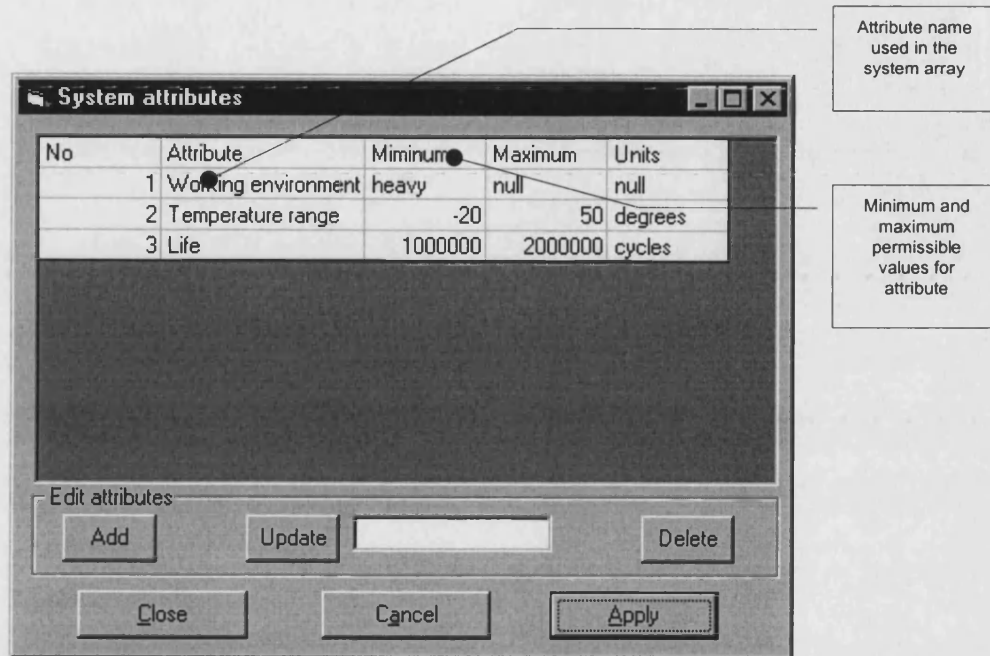 Attribute name
used in the
system array
System attributes
No Attribute Miminum Maximum Units
1 Working environment heavy null null
2 Temperature range -20 50 degrees
3 Life 1000000 2000000 cycles
Minimum and
maximum
permissible
values for
attribute
Edit attributes
Add Update Delete
Close Cancel Apply